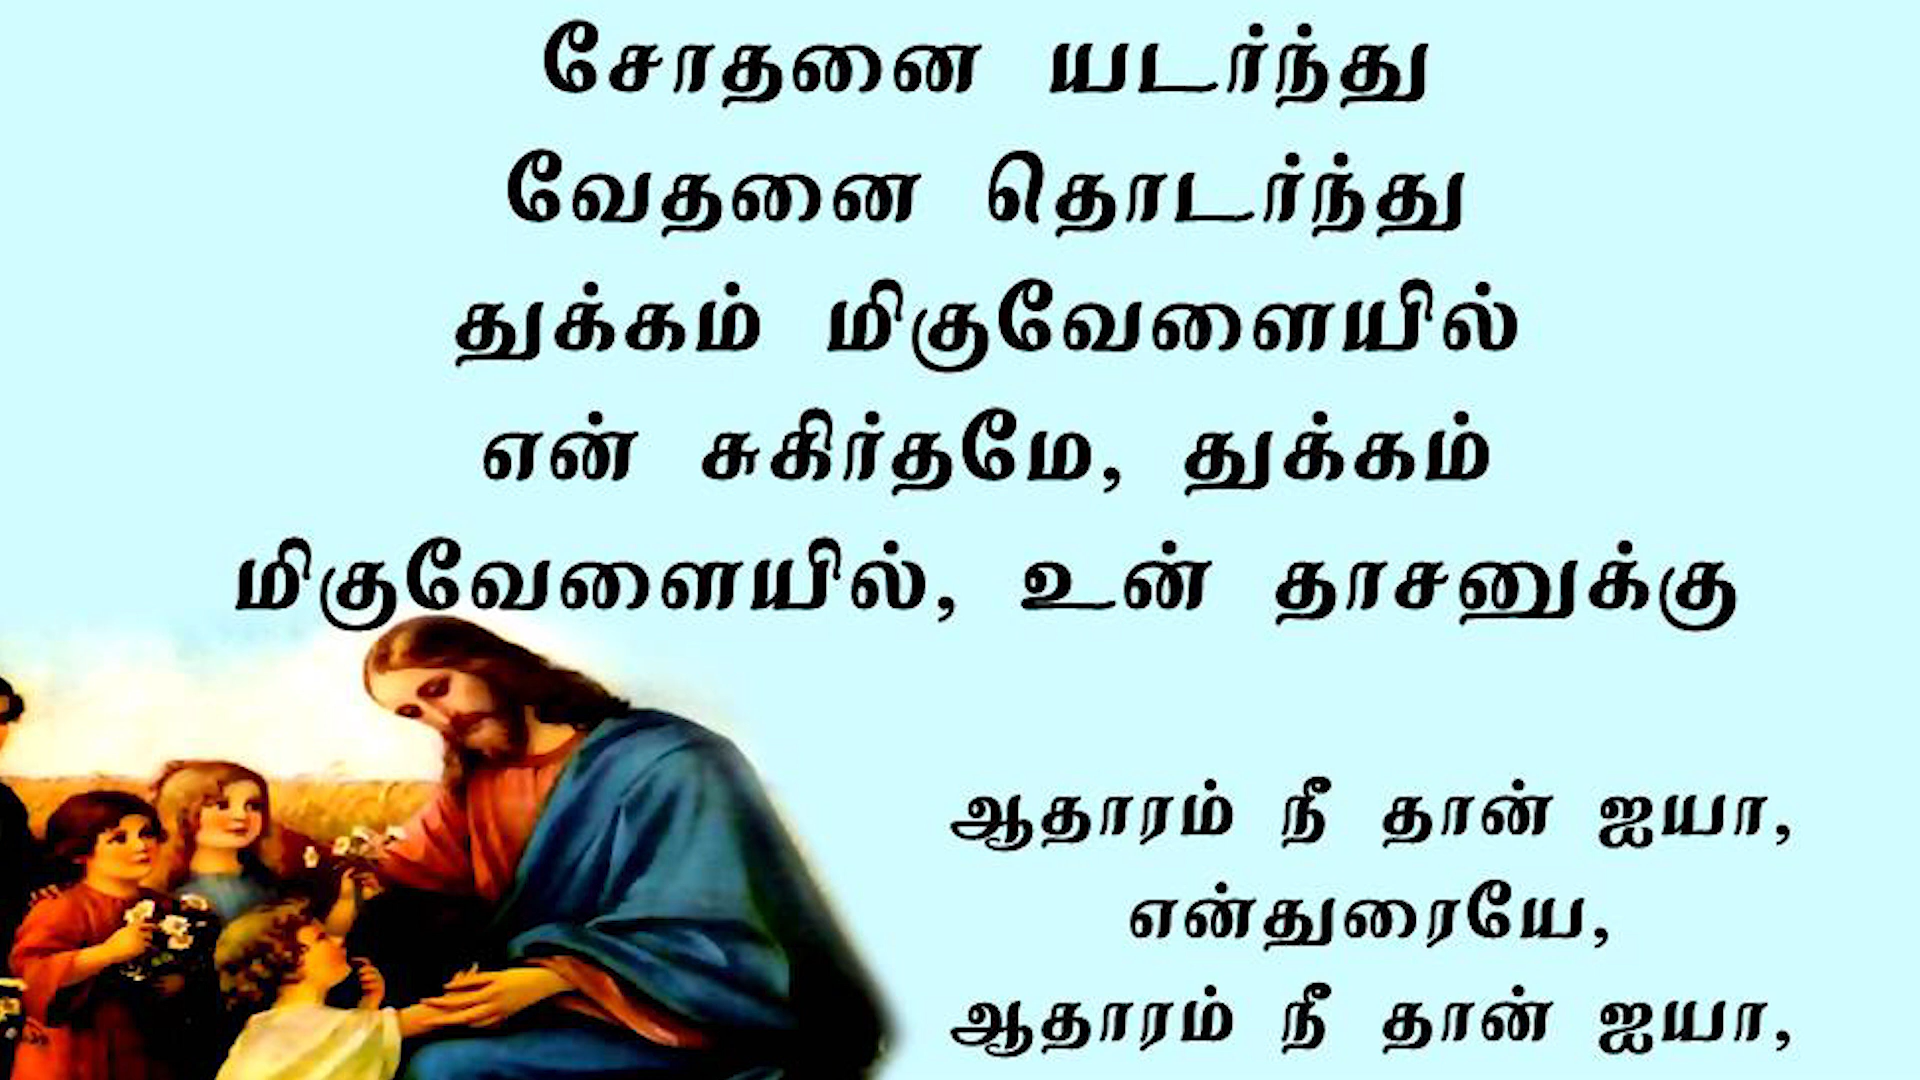 சோதனை யடர்ந்து
வேதனை தொடர்ந்து
துக்கம் மிகுவேளையில்
என் சுகிர்தமே, துக்கம்
மிகுவேளையில், உன் தாசனுக்கு
ஆதாரம் நீ தான் ஐயா,
என்துரையே,
ஆதாரம் நீ தான் ஐயா,